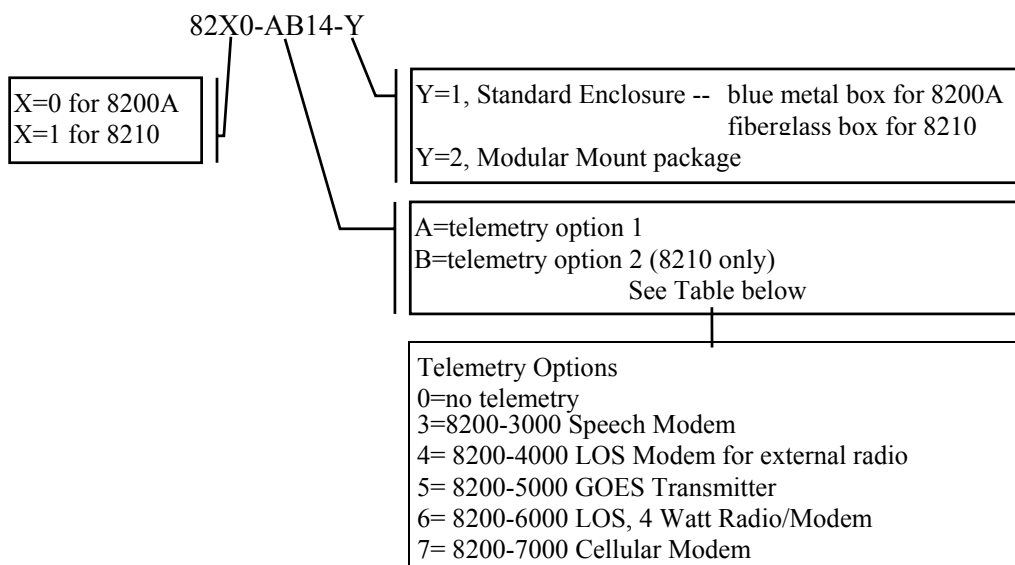 82X0-AB14-Y
X=0 for 8200A
X=1 for 8210
Y=1, Standard Enclosure -- blue metal box for 8200A
fiberglass box for 8210
Y=2, Modular Mount package
A=telemetry option 1
B=telemetry option 2 (8210 only)
See Table below
Telemetry Options
0=no telemetry
3=8200-3000 Speech Modem
4= 8200-4000 LOS Modem for external radio
5= 8200-5000 GOES Transmitter
6= 8200-6000 LOS, 4 Watt Radio/Modem
7= 8200-7000 Cellular Modem